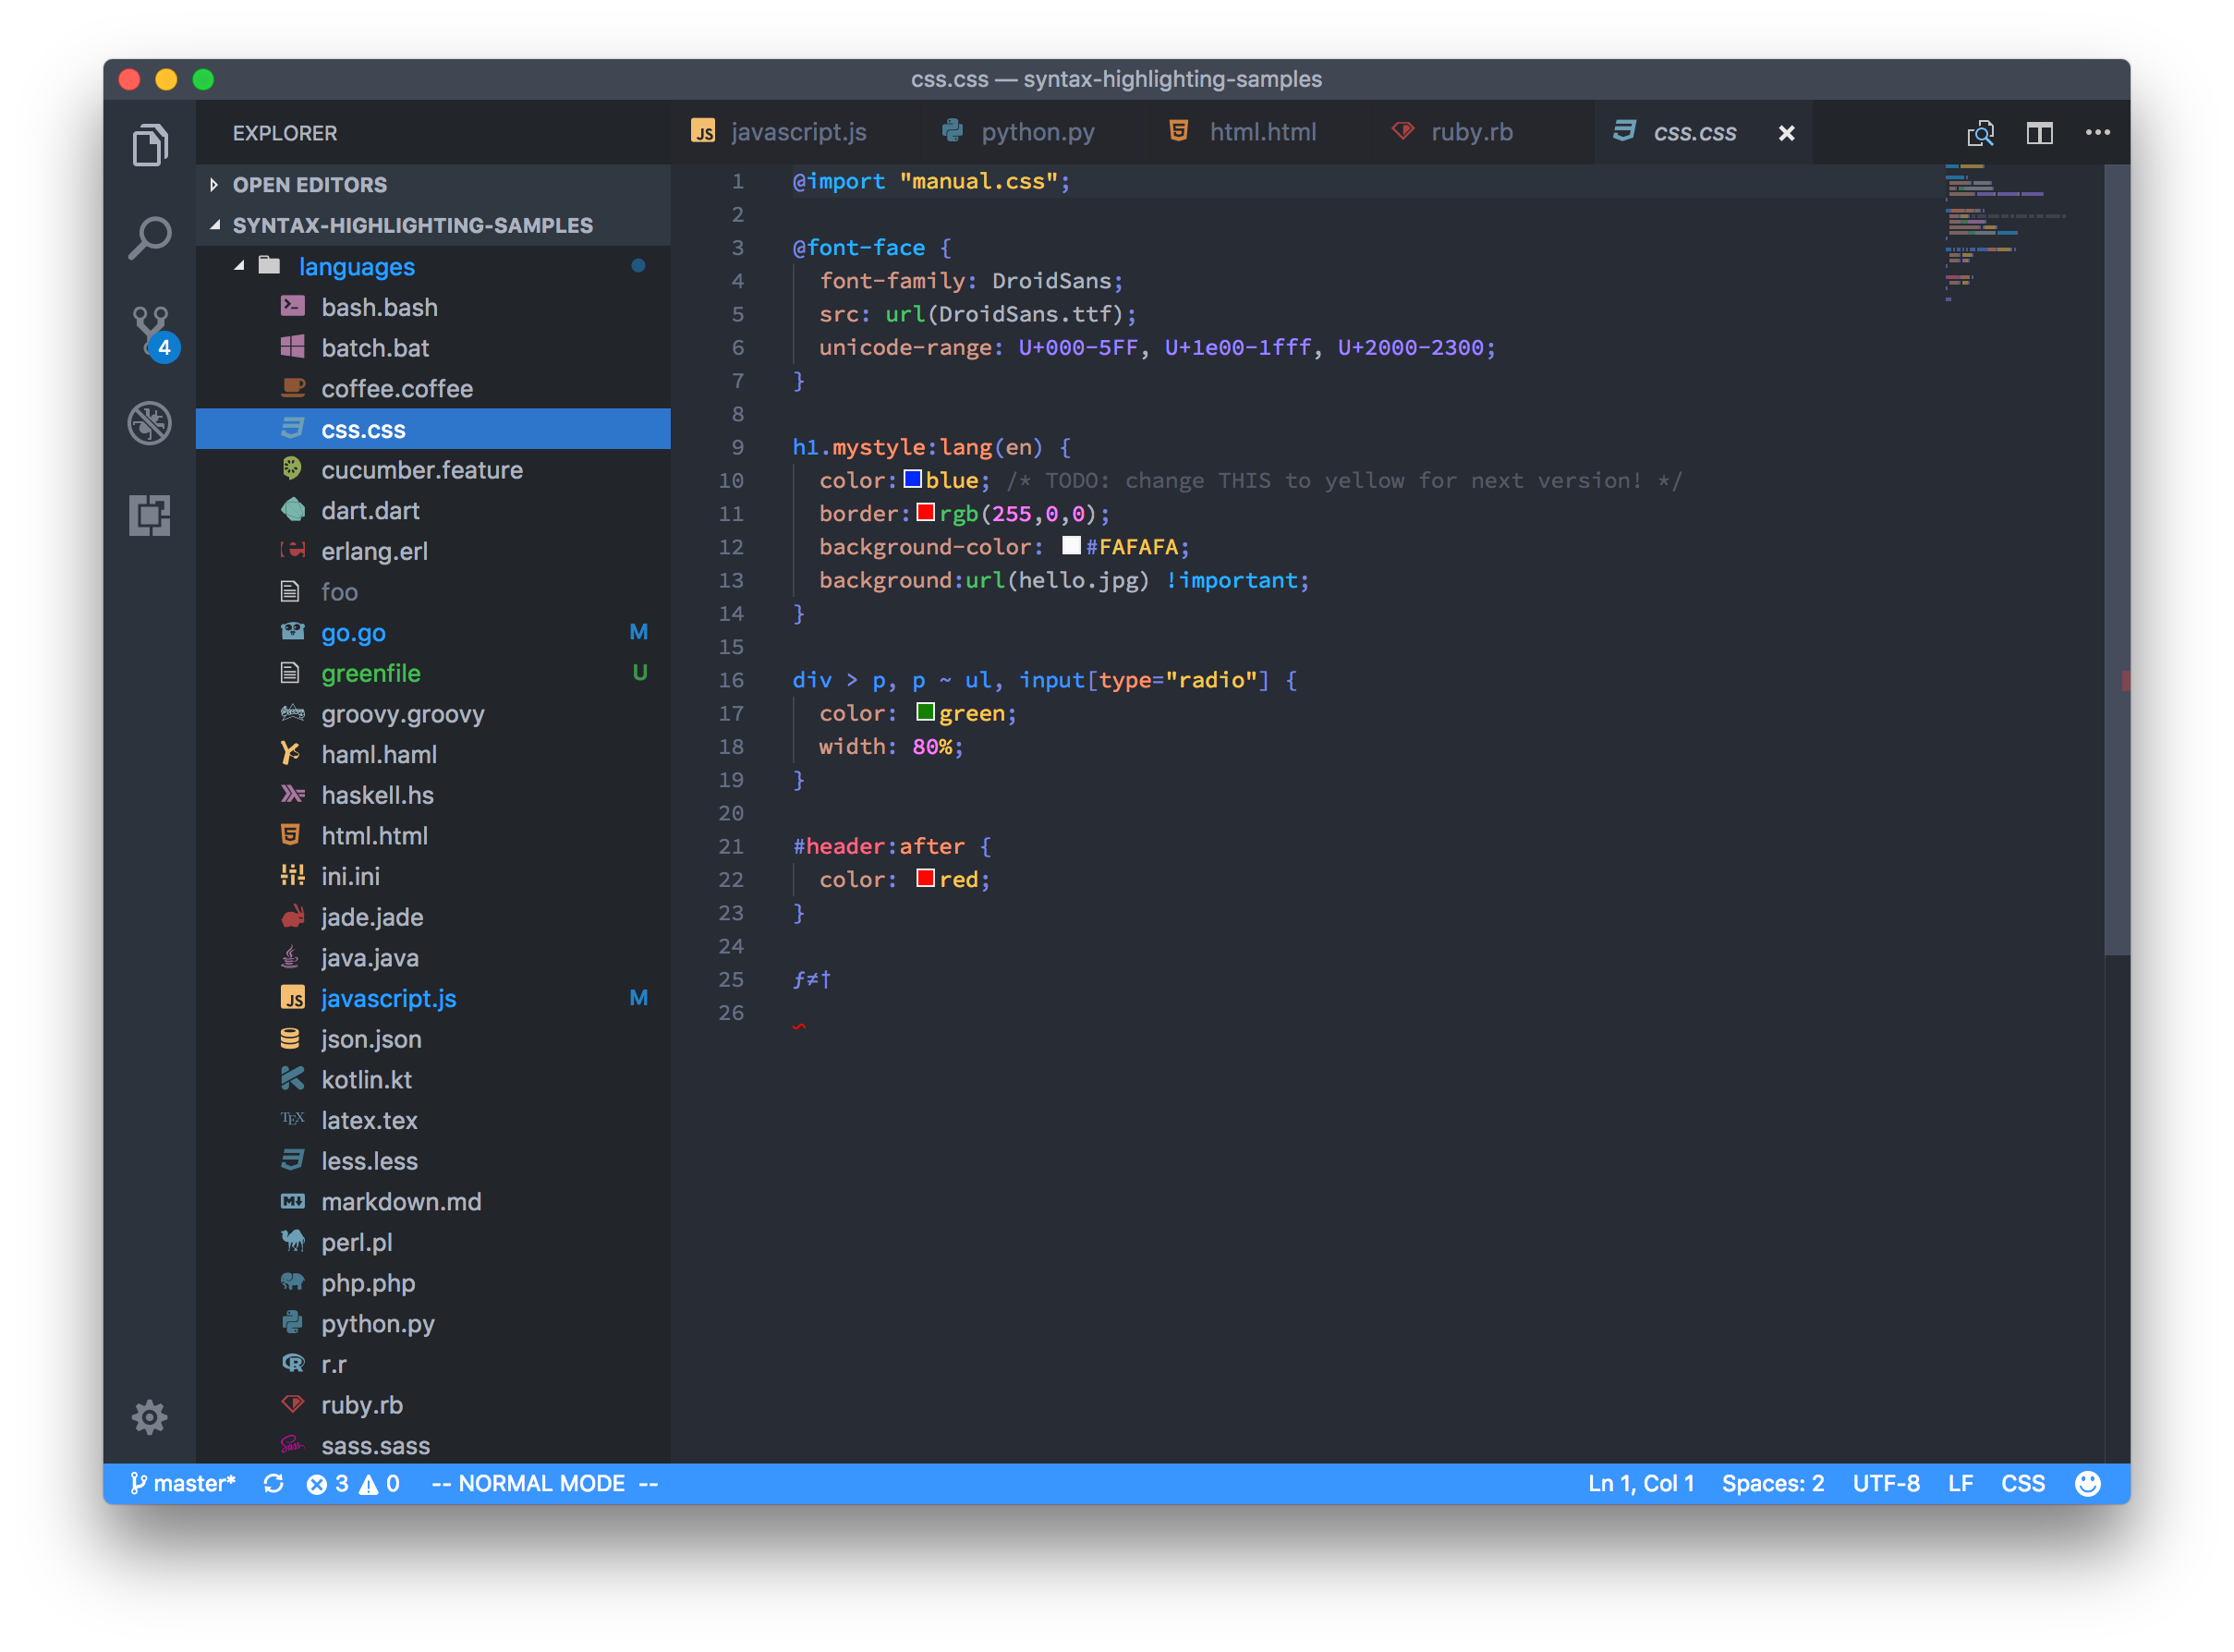 css.css — syntax-highlighting-samples
EXPLORER
javascript.js
python.py
html.html
ruby.rb
css.css
OPEN EDITORS
SYNTAX-HIGHLIGHTING-SAMPLES
languages
bash.bash
batch.bat
coffee.coffee
css.css
cucumber.feature
dart.dart
erlang.erl
foo
go.go M
greenfile U
groovy.groovy
haml.haml
haskell.hs
html.html
ini.ini
jade.jade
java.java
JS javascript.js M
json.json
kotlin.kt
TEX latex.tex
less.less
markdown.md
perl.pl
php.php
python.py
r.r
ruby.rb
sass.sass
4
1 @import "manual.css";
2
3 @font-face {
4 font-family: DroidSans;
5 src: url(DroidSans.ttf);
6 unicode-range: U+000-5FF, U+1e00-1fff, U+2000-2300;
7 }
8
9 h1.mystyle:lang(en) {
10 color:blue; /* TODO: change THIS to yellow for next version! */
11 border:rgb(255,0,0);
12 background-color: #FAFAFA;
13 background:url(hello.jpg) !important;
14 }
15
16 div > p, p ~ ul, input[type="radio"] {
17 color: green;
18 width: 80%;
19 }
20
21 #header:after {
22 color: red;
23 }
24
25 ƒ≠†
26
master* 3 0 -- NORMAL MODE -- Ln 1, Col 1 Spaces: 2 UTF-8 LF CSS